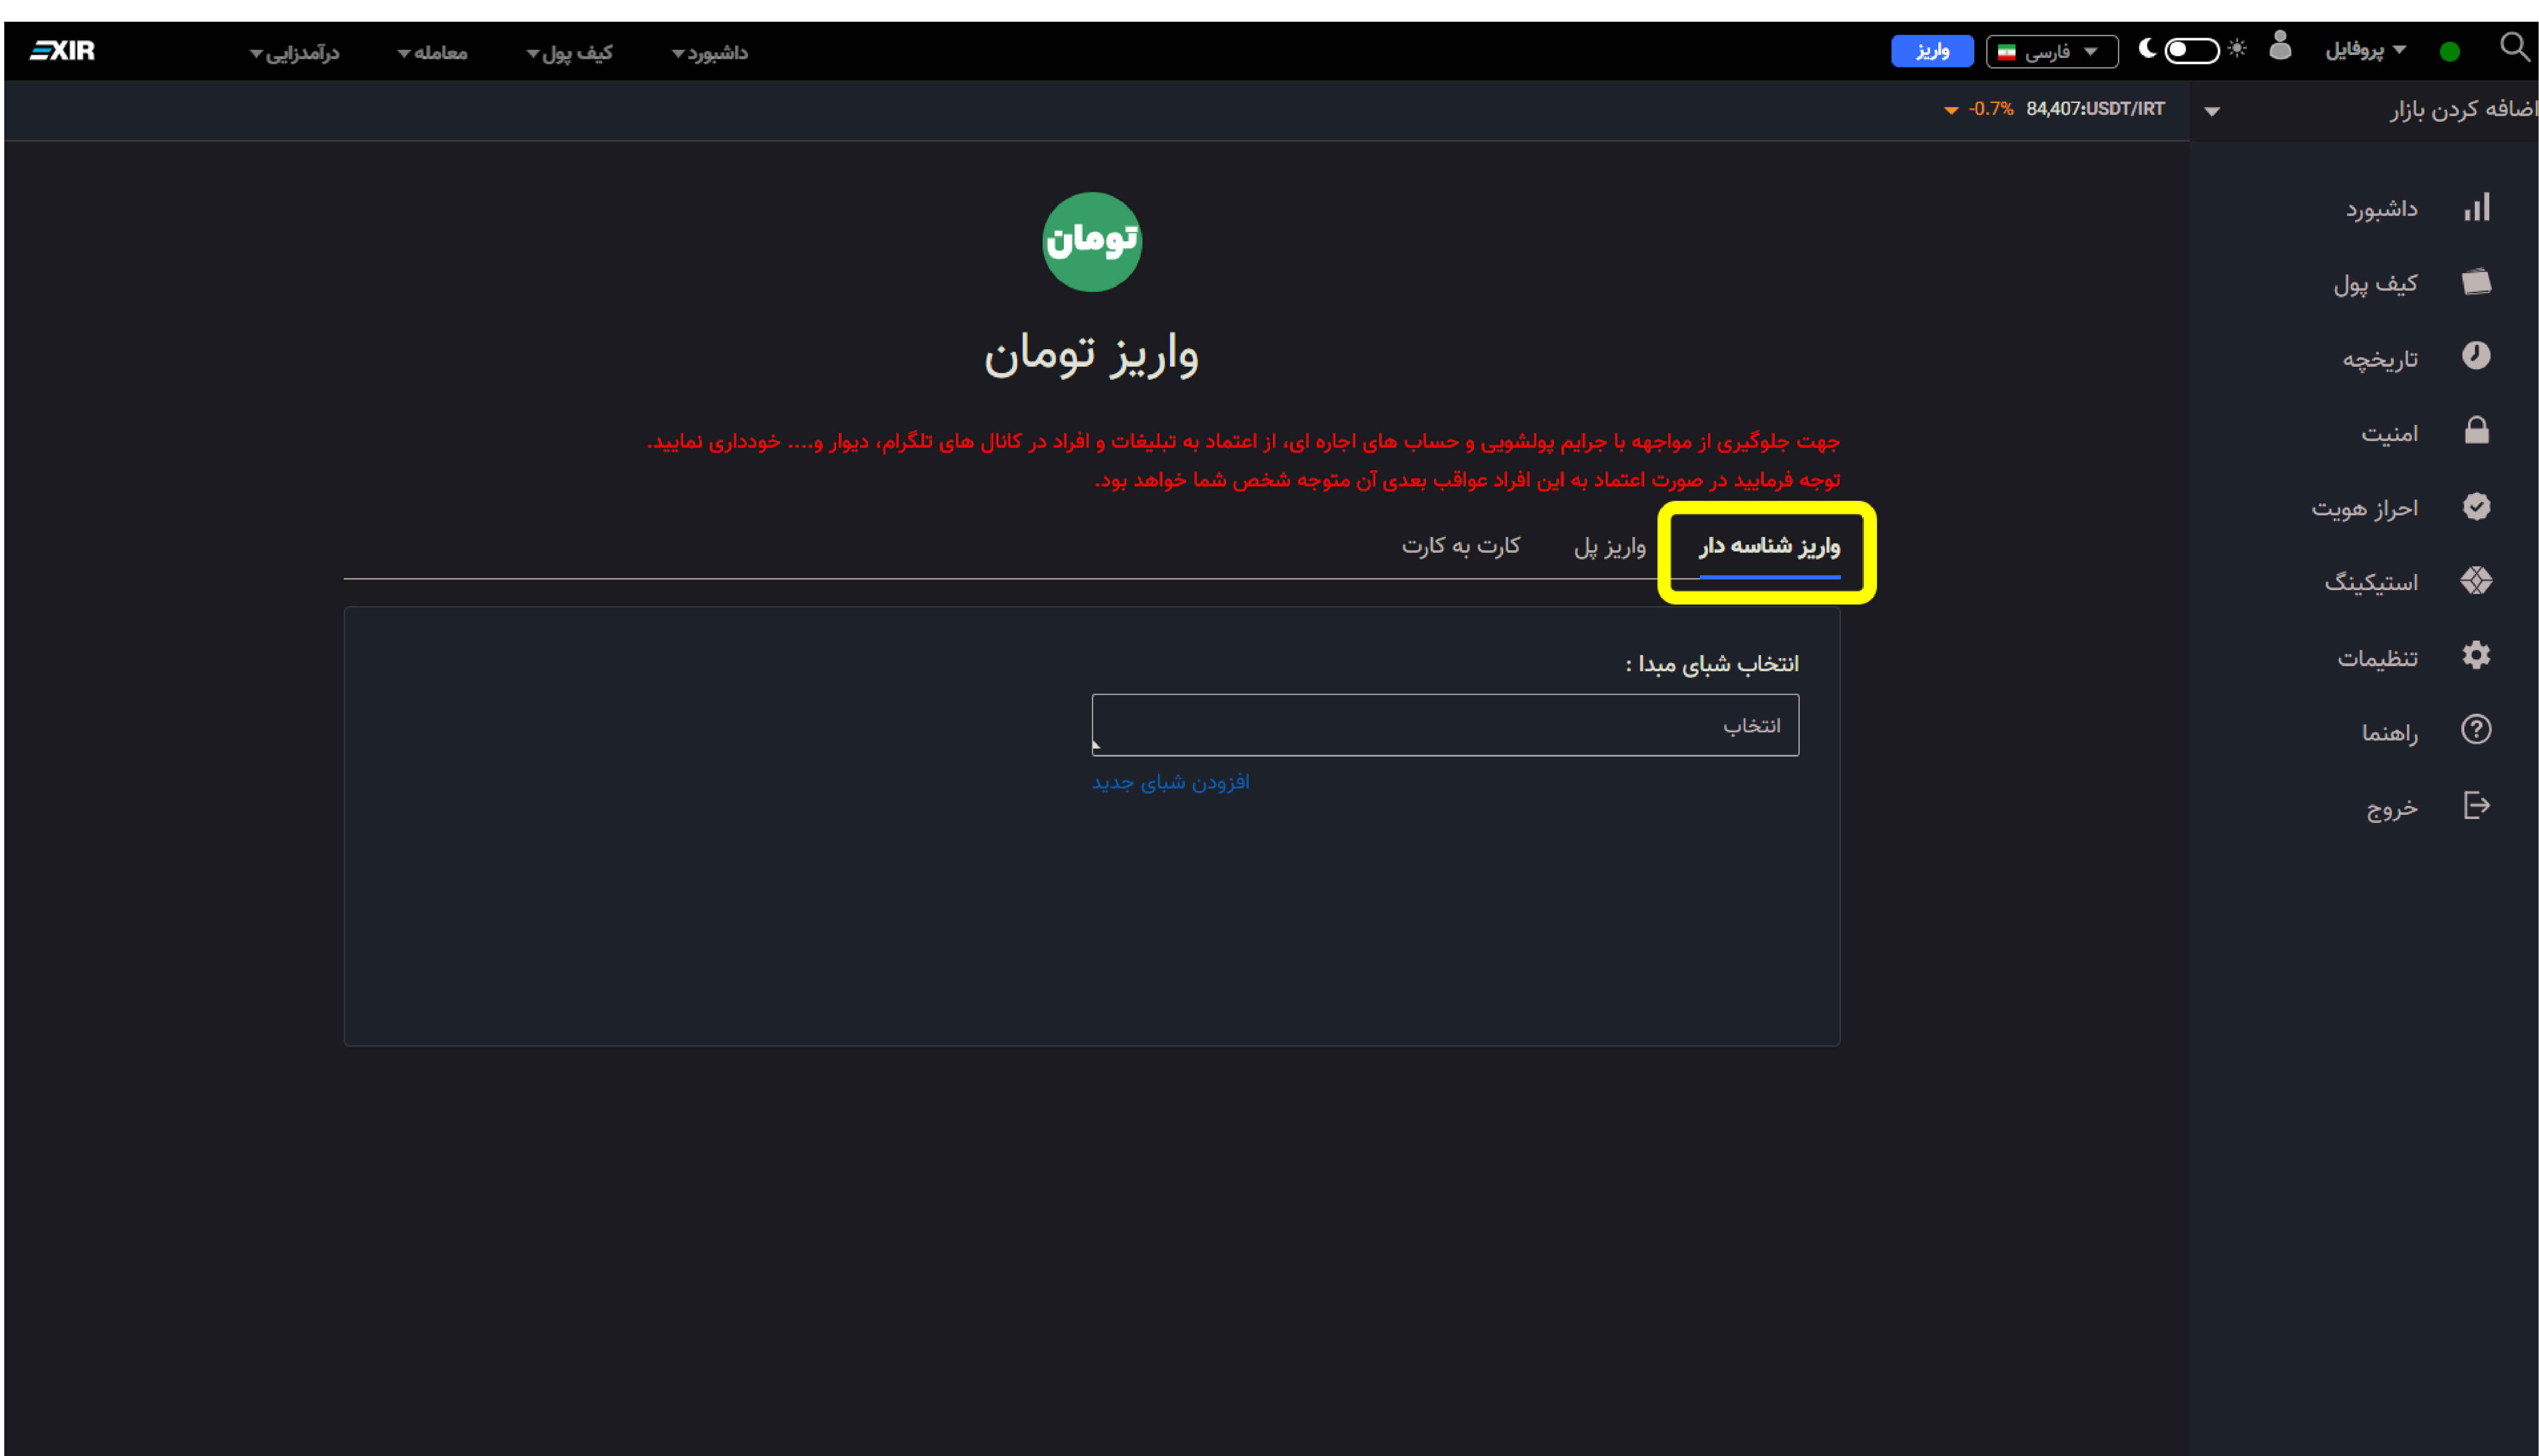 EXIR
داشبورد
کیف پول
معامله
درآمدزایی
پروفایل
فارسی
واریز
اضافه کردن بازار
USDT/IRT:84,407 -0.7%
داشبورد
کیف پول
تاریخچه
امنیت
احراز هویت
استیکینگ
تنظیمات
راهنما
خروج
تومان
واریز تومان
جهت جلوگیری از مواجهه با جرایم پولشویی و حساب های اجاره ای، از اعتماد به تبلیغات و افراد در کانال های تلگرام، دیوار و.... خودداری نمایید.
توجه فرمایید در صورت اعتماد به این افراد عواقب بعدی آن متوجه شخص شما خواهد بود.
واریز شناسه دار
واریز پل
کارت به کارت
انتخاب شبای مبدا :
انتخاب
افزودن شبای جدید